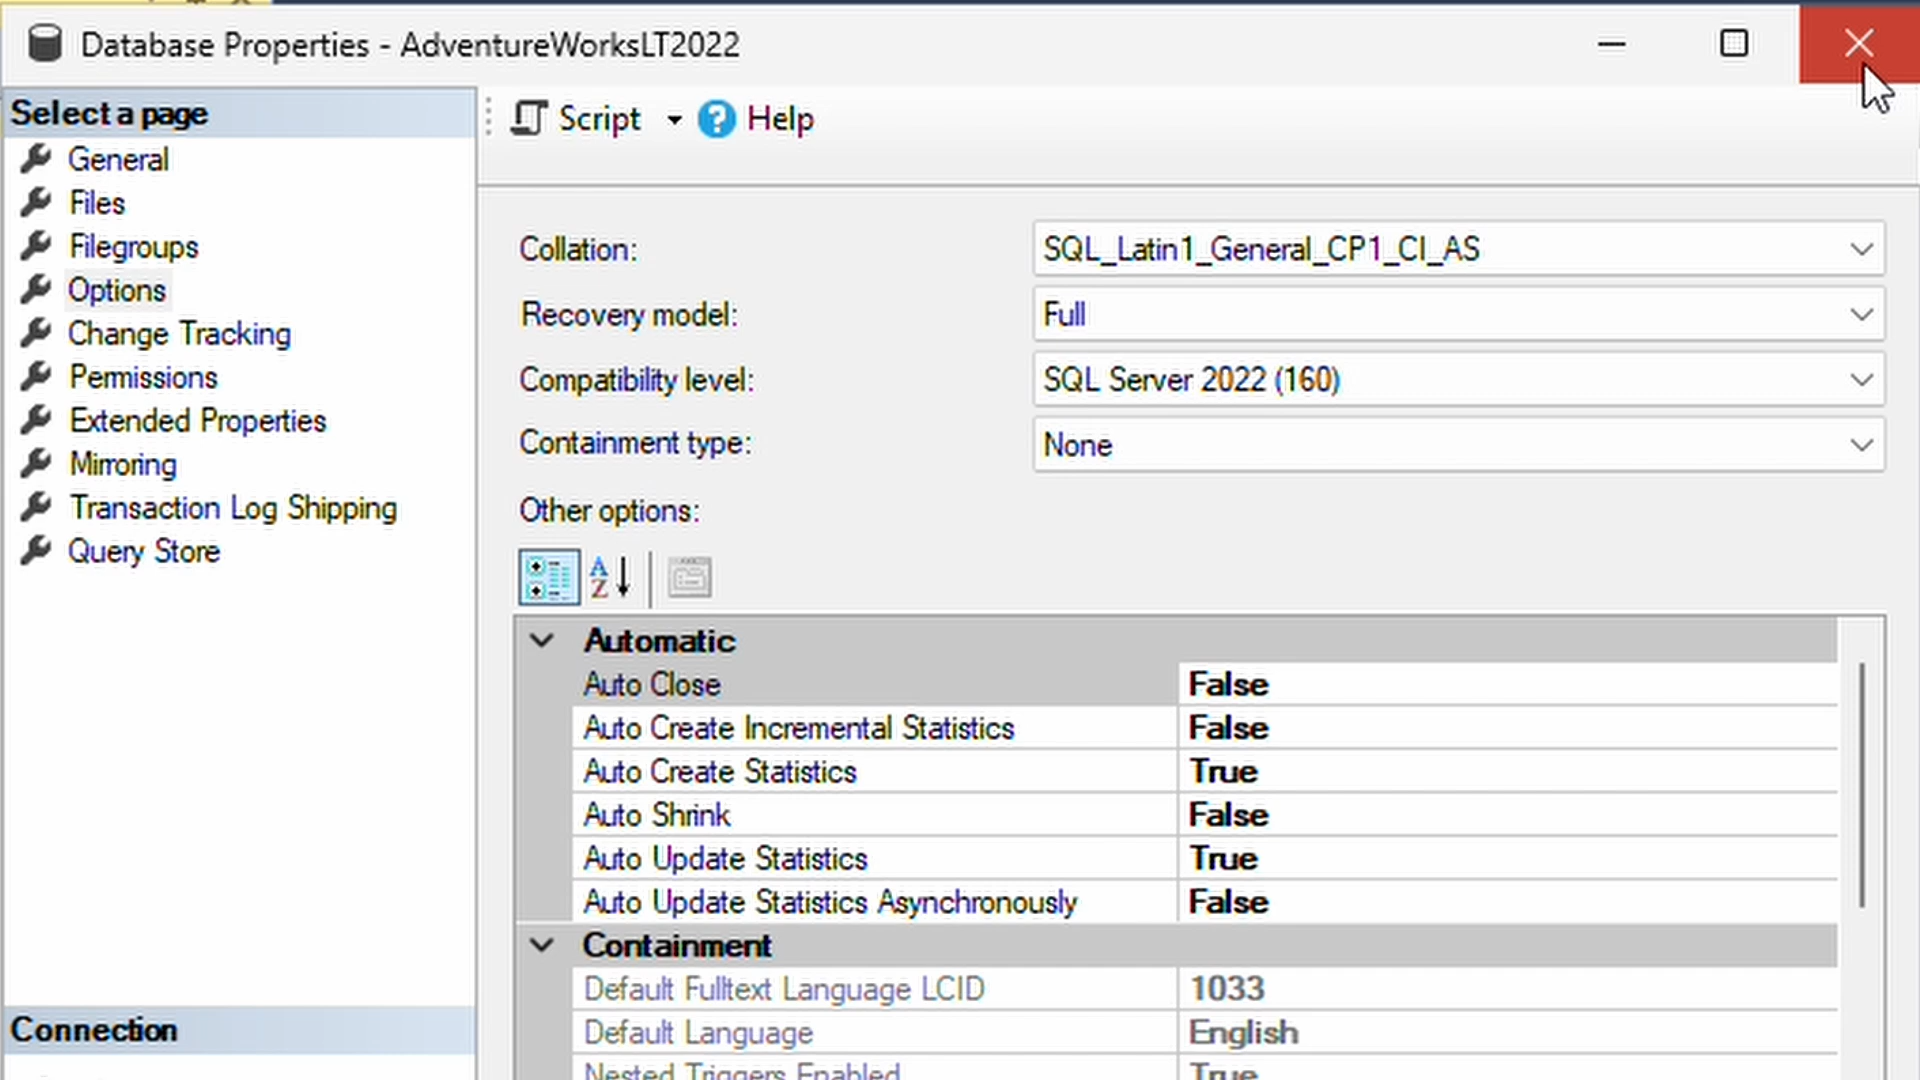 Database Properties - AdventureWorksLT2022
Select a page
General
Files
Filegroups
Options
Change Tracking
Permissions
Extended Properties
Mirroring
Transaction Log Shipping
Query Store
Connection
Script
Help
Collation: SQL_Latin1_General_CP1_CI_AS
Recovery model: Full
Compatibility level: SQL Server 2022 (160)
Containment type: None
Other options:
Automatic
Auto Close False
Auto Create Incremental Statistics False
Auto Create Statistics True
Auto Shrink False
Auto Update Statistics True
Auto Update Statistics Asynchronously False
Containment
Default Fulltext Language LCID 1033
Default Language English
Nested Triggers Enabled True